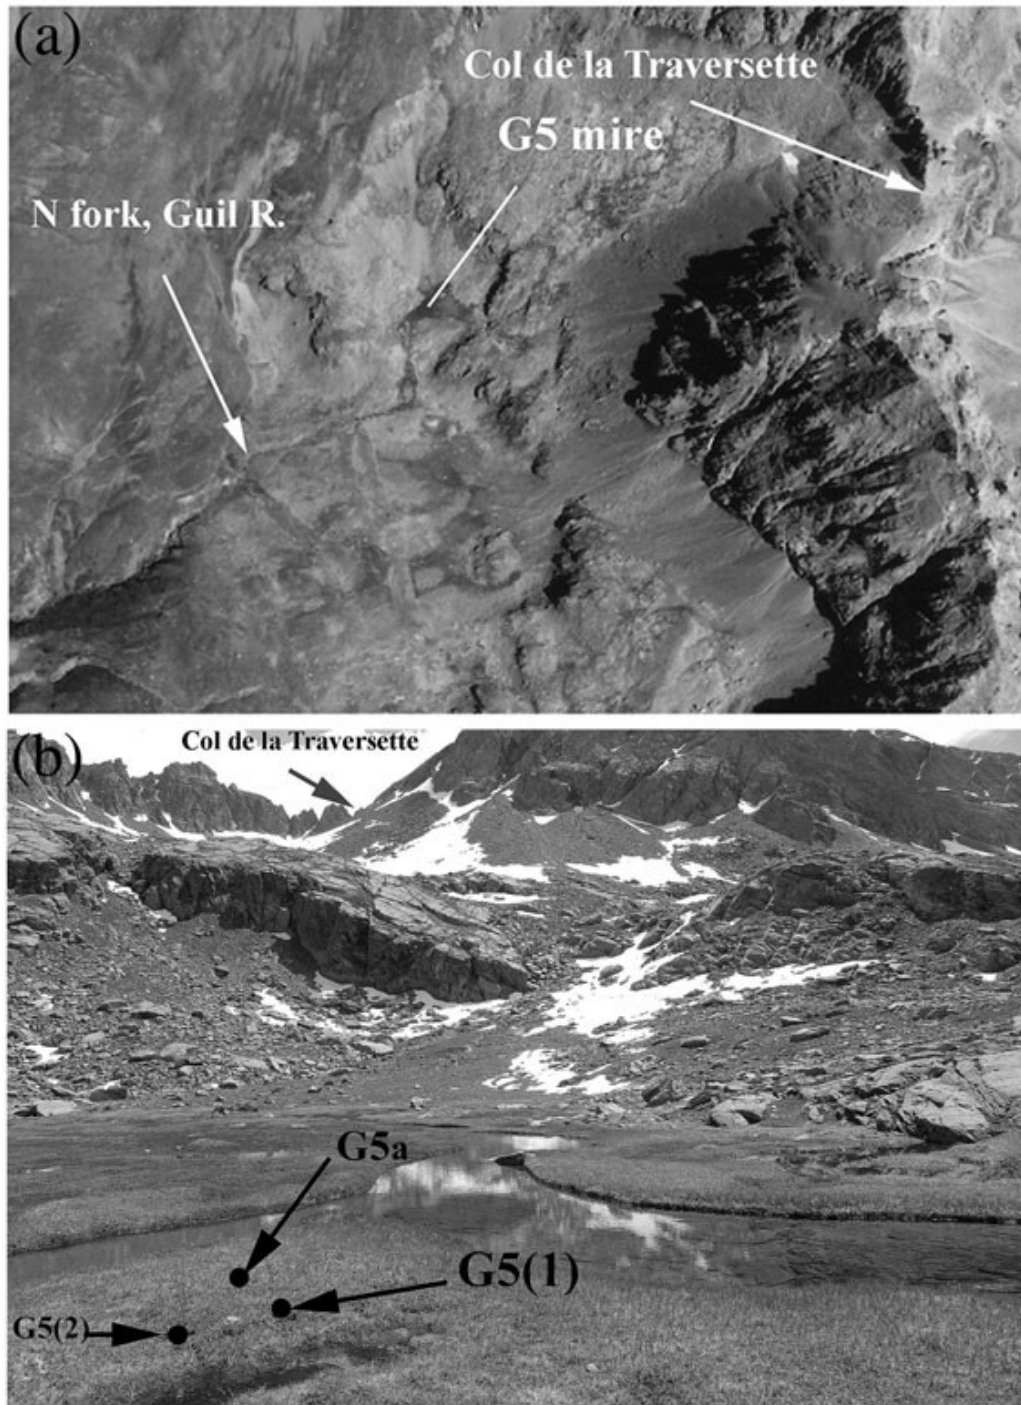 (a)
Col de la Traversette
G5 mire
N fork, Guil R.
(b)
Col de la Traversette
G5a
G5(1)
G5(2)